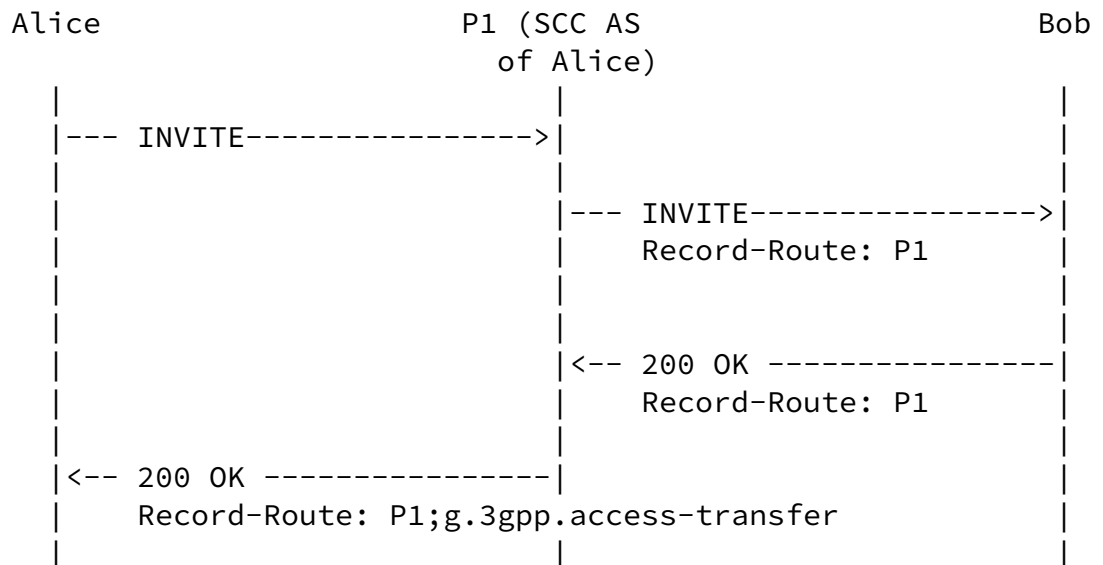 Alice P1 (SCC AS Bob
of Alice)
|--- INVITE---------------->|
|--- INVITE---------------->|
Record-Route: P1
|<-- 200 OK ----------------|
Record-Route: P1
|<-- 200 OK ----------------|
Record-Route: P1;g.3gpp.access-transfer